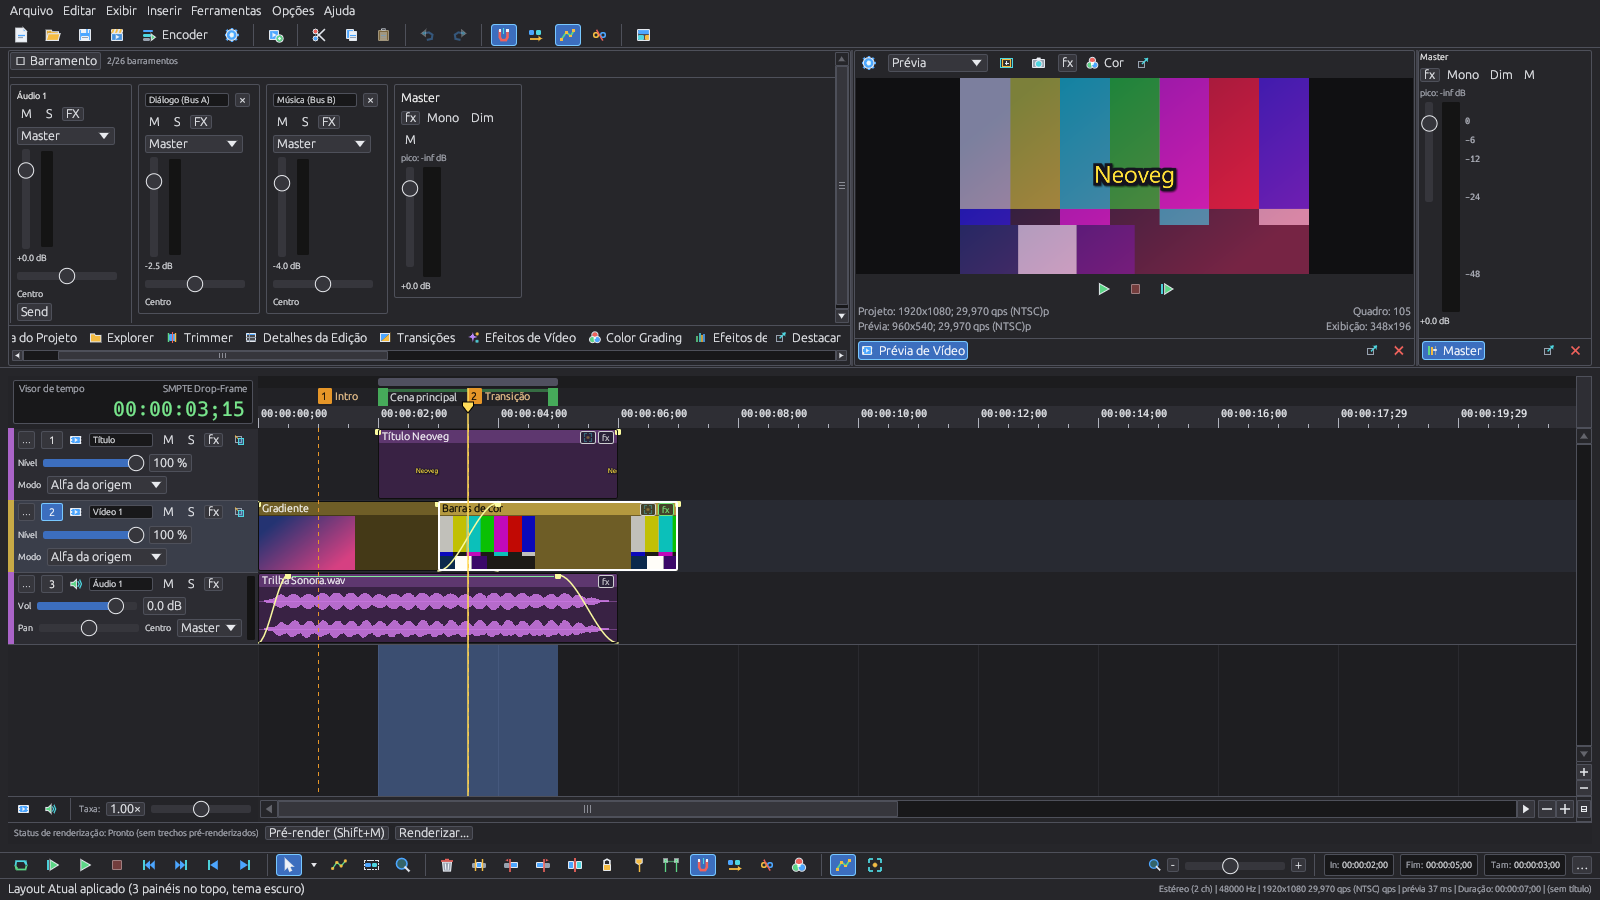 Arquivo Editar Exibir Inserir Ferramentas Opções Ajuda
Encoder
Barramento 2/26 barramentos
Áudio 1
M S FX
Master
+0.0 dB
Centro
Send
Diálogo (Bus A)
M S FX
Master
-2.5 dB
Centro
Música (Bus B)
M S FX
Master
-4.0 dB
Centro
Master
fx Mono Dim
M
pico: -inf dB
+0.0 dB
a do Projeto Explorer Trimmer Detalhes da Edição Transições Efeitos de Vídeo Color Grading Efeitos de Destacar
Prévia fx Cor
Neoveg
Projeto: 1920x1080; 29,970 qps (NTSC)p Quadro: 105
Prévia: 960x540; 29,970 qps (NTSC)p Exibição: 348x196
Prévia de Vídeo
Master
fx Mono Dim M
pico: -inf dB
0
-6
-12
-24
-48
+0.0 dB
Master
Visor de tempo SMPTE Drop-Frame
00:00:03;15
1 Intro Cena principal 2 Transição
00:00:00;00 00:00:02;00 00:00:04;00 00:00:06;00 00:00:08;00 00:00:10;00 00:00:12;00 00:00:14;00 00:00:16;00 00:00:17;29 00:00:19;29
... 1 Título M S fx
Nível 100 %
Modo Alfa da origem
Título Neoveg fx
Neoveg Ne
... 2 Vídeo 1 M S fx
Nível 100 %
Modo Alfa da origem
Gradiente Barras de cor fx
... 3 Áudio 1 M S fx
Vol 0.0 dB
Pan Centro Master
TrilhaSonora.wav fx
Taxa: 1.00×
Status de renderização: Pronto (sem trechos pré-renderizados) Pré-render (Shift+M) Renderizar...
In: 00:00:02;00 Fim: 00:00:05;00 Tam: 00:00:03;00 ...
Layout Atual aplicado (3 painéis no topo, tema escuro) Estéreo (2 ch) | 48000 Hz | 1920x1080 29,970 qps (NTSC) qps | prévia 37 ms | Duração: 00:00:07;00 | (sem título)